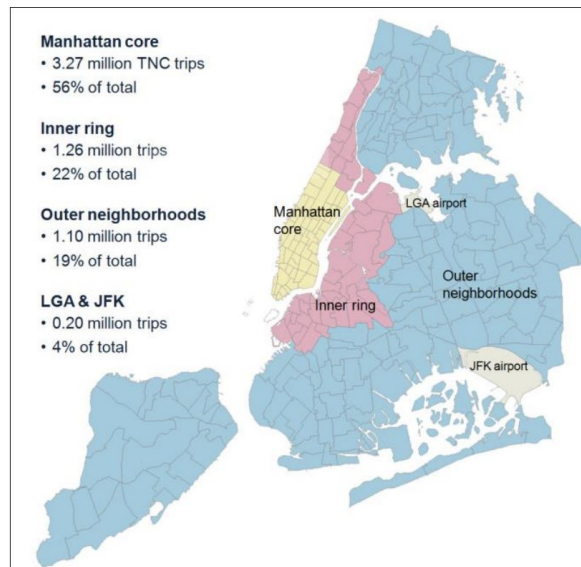 Manhattan core
• 3.27 million TNC trips
• 56% of total
Inner ring
• 1.26 million trips
• 22% of total
Outer neighborhoods
• 1.10 million trips
• 19% of total
LGA & JFK
• 0.20 million trips
• 4% of total
LGA airport
Manhattan
core
Outer
neighborhoods
Inner ring
JFK airport